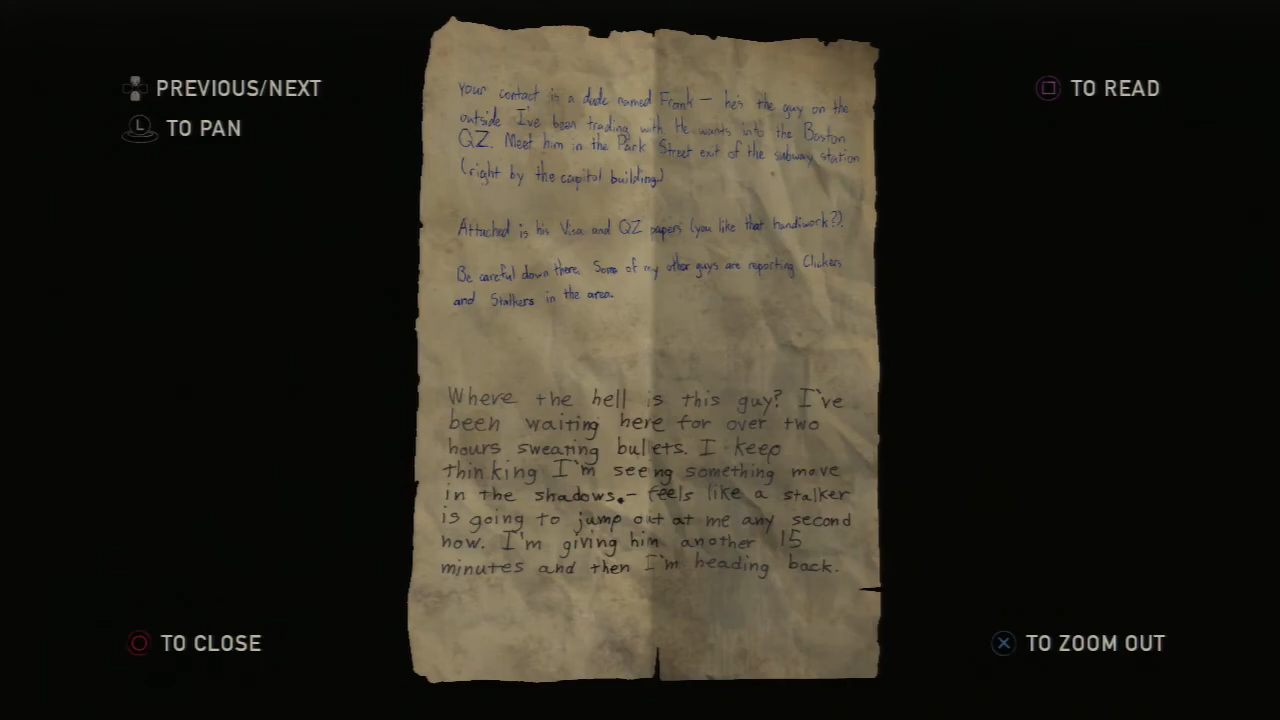 PREVIOUS/NEXT
L TO PAN
TO READ
your contact is a dude named Frank - he's the guy on the
outside I've been trading with. He wants into the Boston
QZ. Meet him in the Park Street exit of the subway station
(right by the capitol building.)
Attached is his Visa and QZ papers (you like that handiwork?).
Be careful down there. Some of my other guys are reporting Clickers
and Stalkers in the area.
Where the hell is this guy? I've
been waiting here for over two
hours sweating bullets. I keep
thinking I'm seeing something move
in the shadows.- feels like a stalker
is going to jump out at me any second
now. I'm giving him another 15
minutes and then I'm heading back.
TO CLOSE
TO ZOOM OUT